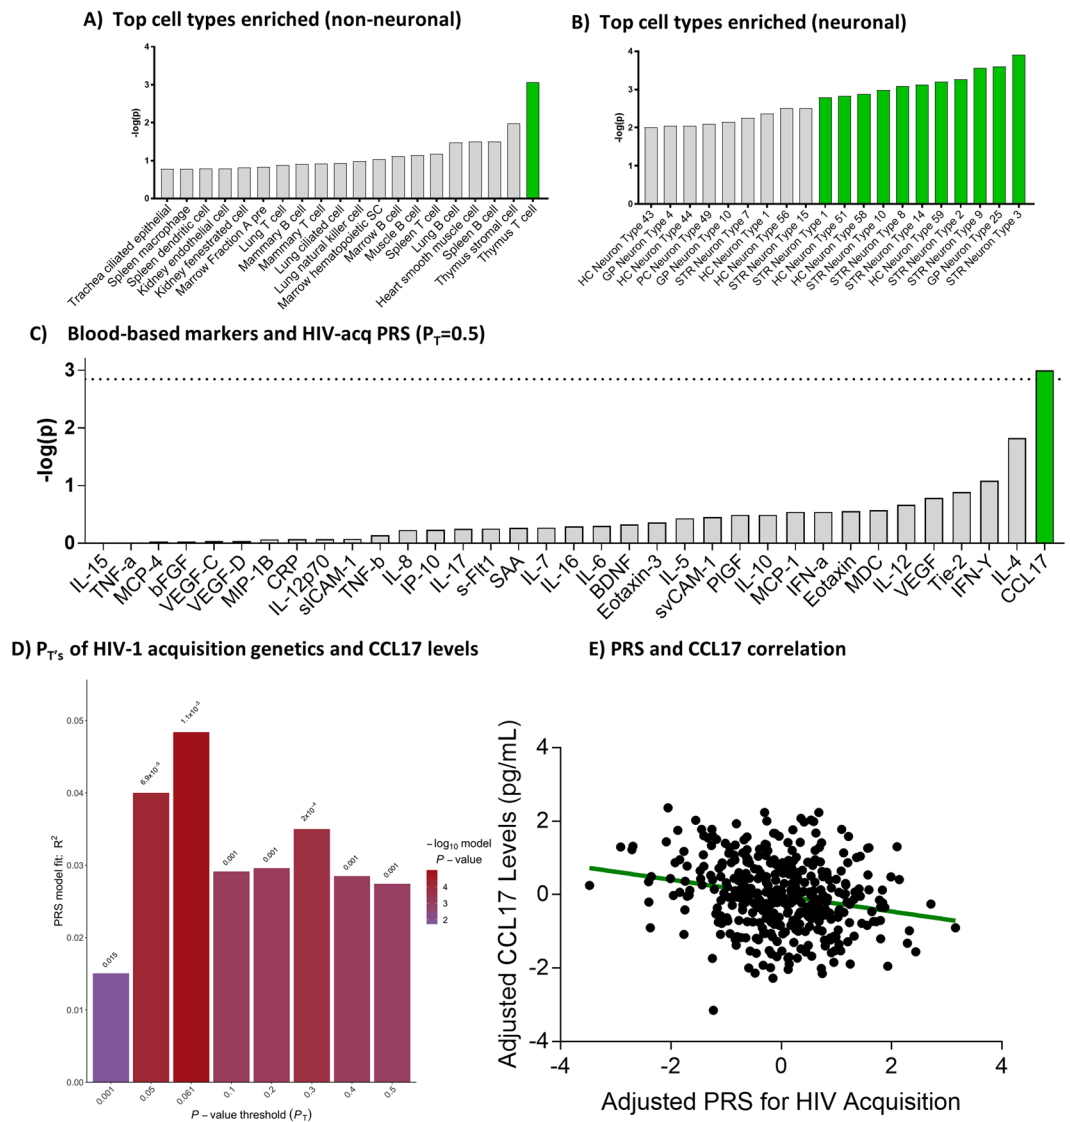 A) Top cell types enriched (non-neuronal)
4
3
2
1
0
-log(p)
Trachea ciliated epithelial
Spleen macrophage
Spleen dendritic cell
Kidney endothelial cell
Kidney fenestrated cell
Marrow Fraction A pre
Lung T cell
Mammary B cell
Mammary T cell
Lung ciliated cell
Lung natural killer cell
Marrow hematopoietic SC
Marrow B cell
Muscle B cell
Spleen T cell
Lung B cell
Heart smooth muscle cell
Spleen B cell
Thymus stromal cell
Thymus T cell
B) Top cell types enriched (neuronal)
4
3
2
1
0
-log(p)
HC Neuron Type 43
GP Neuron Type 4
HC Neuron Type 44
PC Neuron Type 49
GP Neuron Type 10
STR Neuron Type 7
HC Neuron Type 1
HC Neuron Type 56
STR Neuron Type 15
STR Neuron Type 1
HC Neuron Type 51
HC Neuron Type 58
STR Neuron Type 10
STR Neuron Type 8
STR Neuron Type 14
HC Neuron Type 59
STR Neuron Type 2
STR Neuron Type 9
GP Neuron Type 25
STR Neuron Type 3
C) Blood-based markers and HIV-acq PRS (PT=0.5)
3
2
1
0
-log(p)
IL-15
TNF-a
MCP-4
bFGF
VEGF-C
VEGF-D
MIP-1B
CRP
IL-12p70
sICAM-1
TNF-b
IL-8
IP-10
IL-17
s-Flt1
SAA
IL-7
IL-16
IL-6
BDNF
Eotaxin-3
IL-5
svCAM-1
PlGF
IL-10
MCP-1
IFN-a
Eotaxin
MDC
IL-12
VEGF
Tie-2
IFN-Y
IL-4
CCL17
D) PT's of HIV-1 acquisition genetics and CCL17 levels
0.05
0.04
0.03
0.02
0.01
0.00
PRS model fit: R²
0.015
6.9x10⁻⁵
1.1x10⁻⁵
0.001
0.001
2x10⁻⁴
0.001
0.001
0.001
0.05
0.061
0.1
0.2
0.3
0.4
0.5
P – value threshold (PT)
– log₁₀ model
P – value
4
3
2
E) PRS and CCL17 correlation
4
2
0
-2
-4
Adjusted CCL17 Levels (pg/mL)
-4 -2 0 2 4
Adjusted PRS for HIV Acquisition